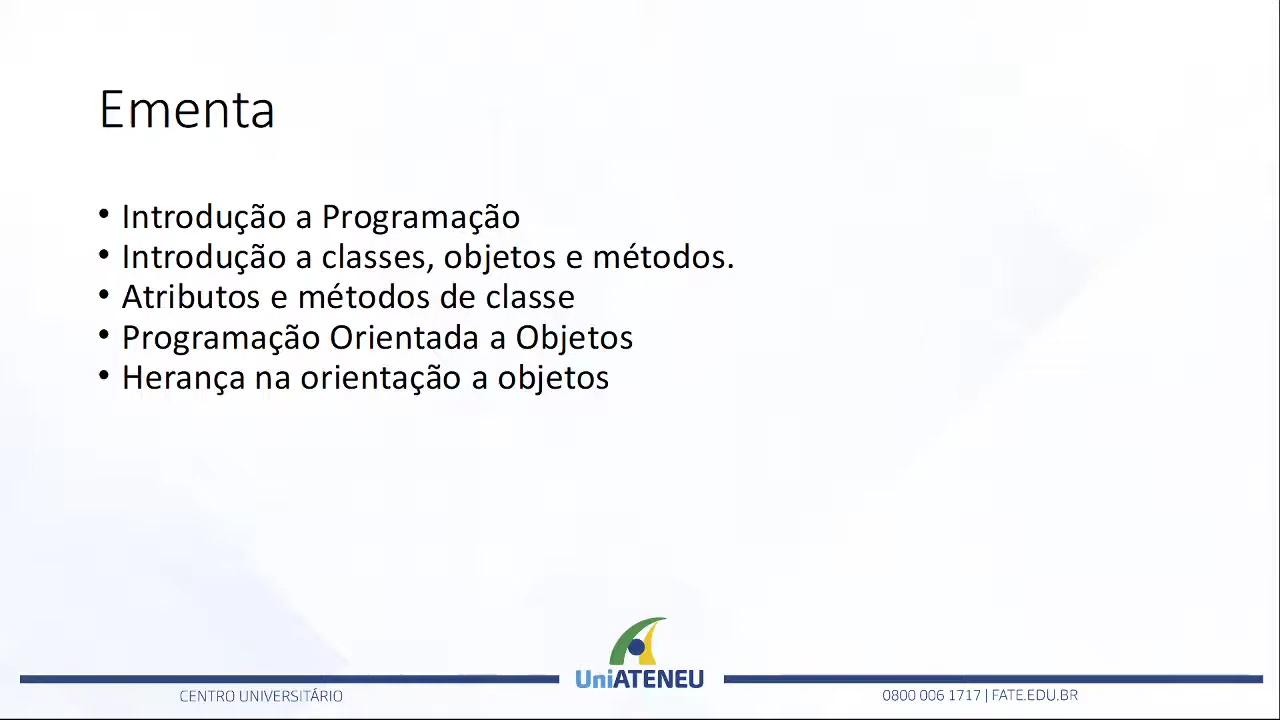 Ementa
• Introdução a Programação
• Introdução a classes, objetos e métodos.
• Atributos e métodos de classe
• Programação Orientada a Objetos
• Herança na orientação a objetos
UniATENEU
CENTRO UNIVERSITÁRIO
0800 006 1717 | FATE.EDU.BR